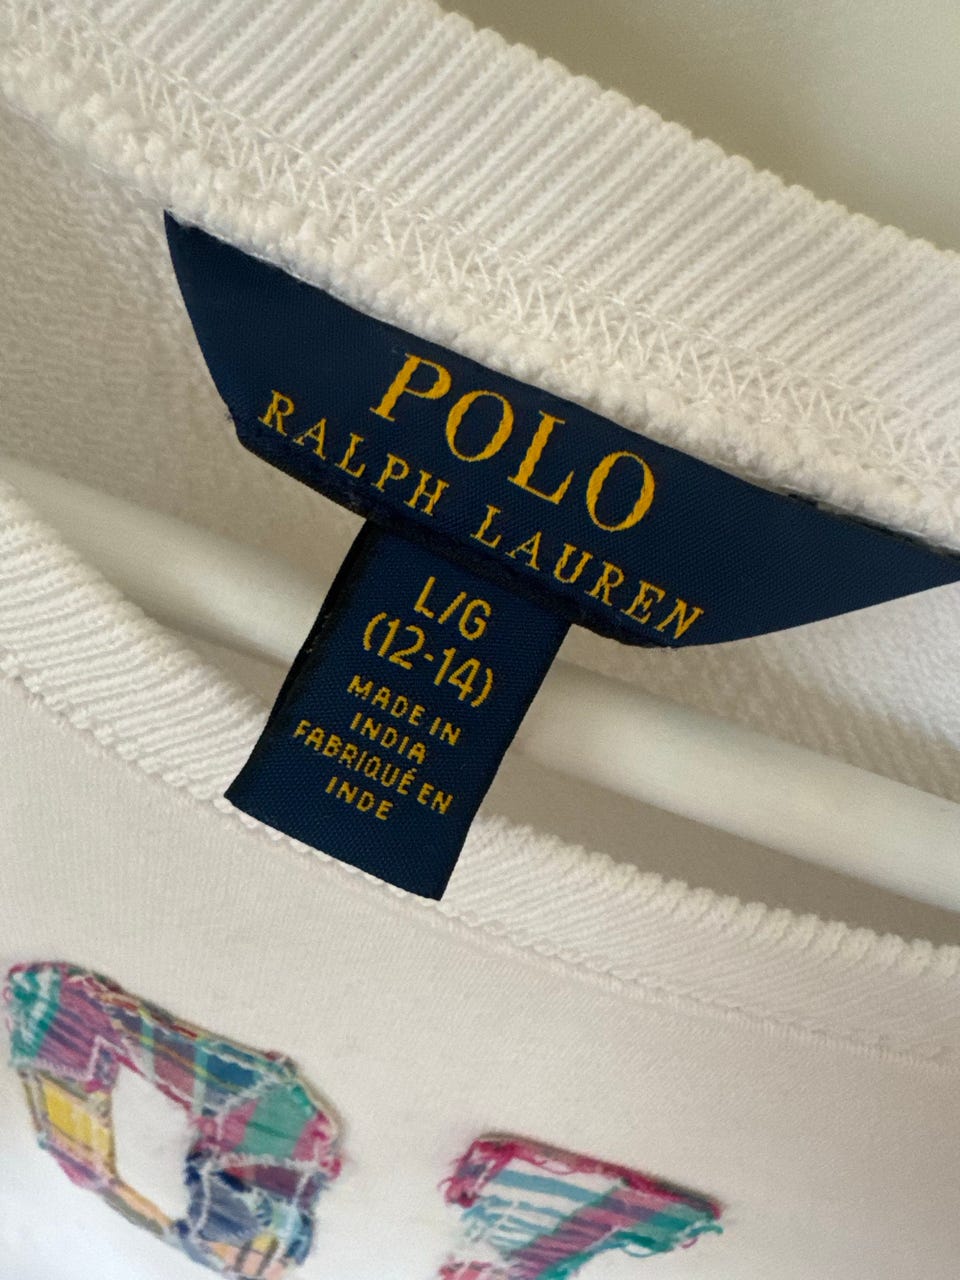 POLO
RALPH LAUREN
L/G
(12-14)
MADE IN
INDIA
FABRIQUÉ EN
INDE